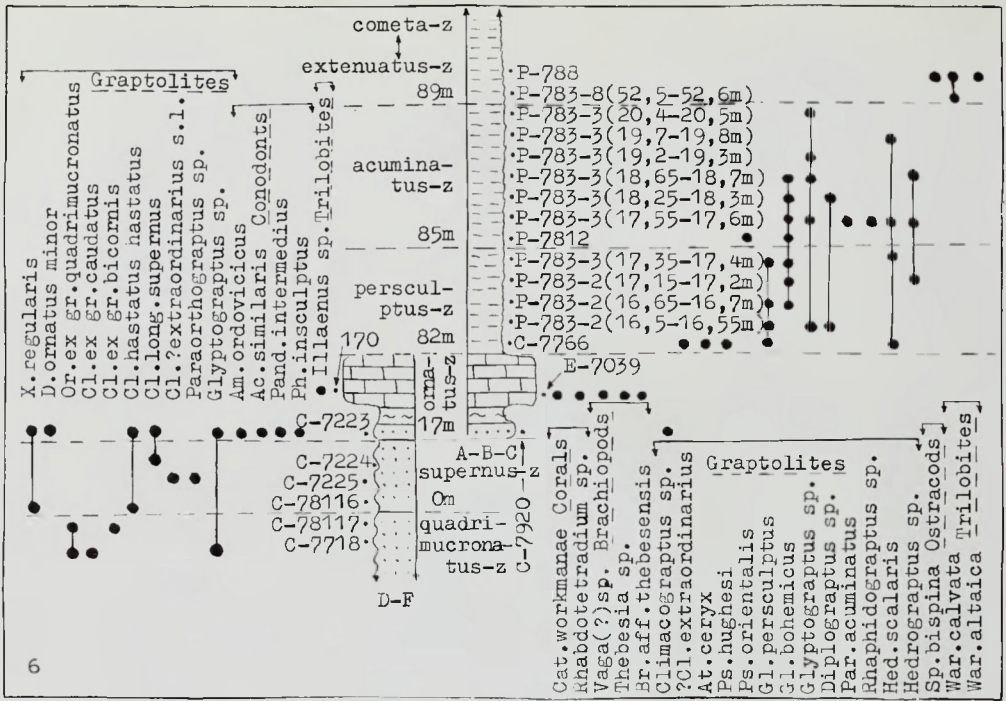 cometa-z
extenuatus-z
89m
acumina-
tus-z
85m
perscul-
ptus-z
82m
170
orna-
tus-z
17m
A-B-C
supernus-z
0m
quadri-
mucrona-
tus-z
C-7920
D-F
Graptolites
Conodonts
Trilobites
X.regularis
D.ornatus minor
Or.ex gr.quadrimucronatus
Cl.ex gr.caudatus
Cl.ex gr.bicornis
Cl.hastatus hastatus
Cl.long.supernus
Cl.?extraordinarius s.l.
Paraorthograptus sp.
Glyptograptus sp.
Am.ordovicicus
Ac.similaris
Pand.intermedius
Ph.insculptus
Illaenus sp.
C-7223
C-7224
C-7225
C-78116
C-78117
C-7718
P-788
P-783-8(52,5-52,6m)
P-783-3(20,4-20,5m)
P-783-3(19,7-19,8m)
P-783-3(19,2-19,3m)
P-783-3(18,65-18,7m)
P-783-3(18,25-18,3m)
P-783-3(17,55-17,6m)
P-7812
P-783-3(17,35-17,4m)
P-783-2(17,15-17,2m)
P-783-2(16,65-16,7m)
P-783-2(16,5-16,55m)
C-7766
E-7039
Corals
Brachiopods
Graptolites
Ostracods
Trilobites
Cat.workmanae
Rhabdotetradium sp.
Vaga(?)sp.
Thebesia sp.
Br.aff.thebesensis
Climacograptus sp.
?Cl.extraordinarius
At.ceryx
Ps.hughesi
Ps.orientalis
Gl.persculptus
Gl.bohemicus
Glyptograptus sp.
Diplograptus sp.
Par.acuminatus
Rhaphidograptus sp.
Hed.scalaris
Hedrograptus sp.
Sp.bispina
War.calvata
War.altaica
6